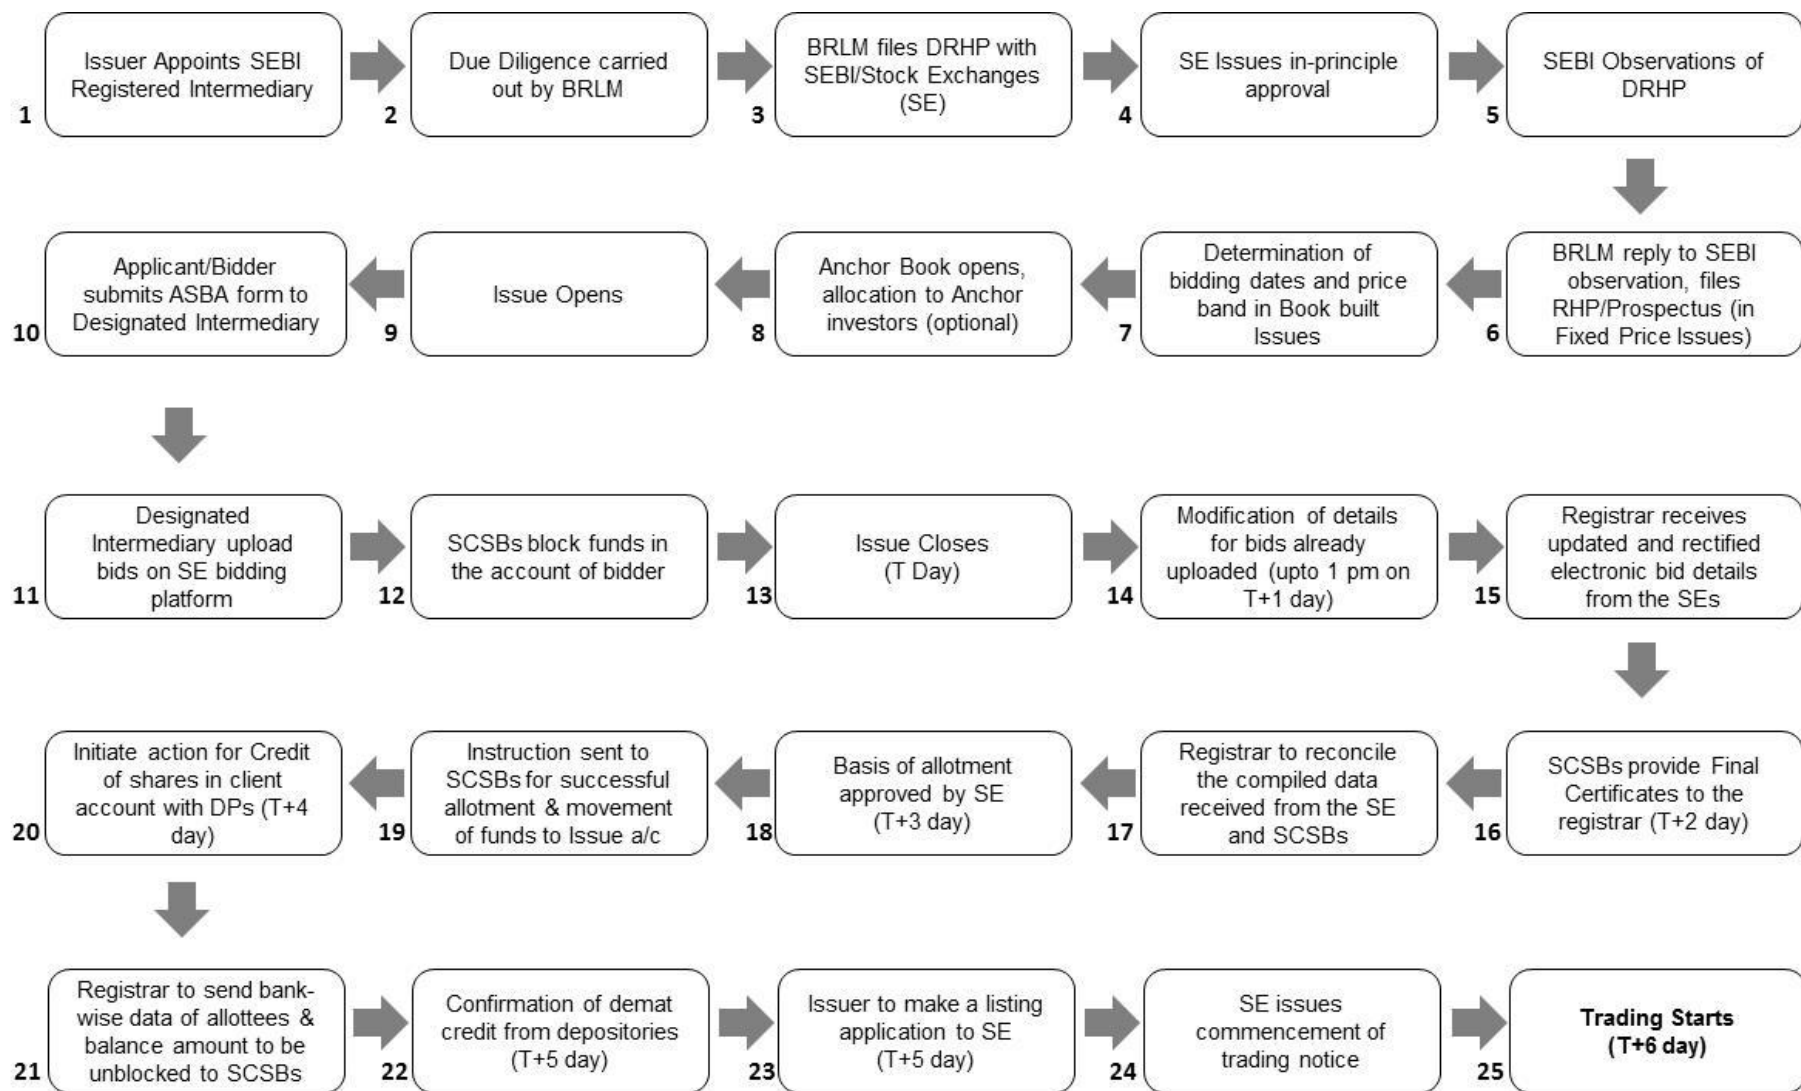 Issuer Appoints SEBI
Registered Intermediary
1
Due Diligence carried
out by BRLM
2
BRLM files DRHP with
SEBI/Stock Exchanges
(SE)
3
SE Issues in-principle
approval
4
SEBI Observations of
DRHP
5
BRLM reply to SEBI
observation, files
RHP/Prospectus (in
Fixed Price Issues)
6
Determination of
bidding dates and price
band in Book built
Issues
7
Anchor Book opens,
allocation to Anchor
investors (optional)
8
Issue Opens
9
Applicant/Bidder
submits ASBA form to
Designated Intermediary
10
Designated
Intermediary upload
bids on SE bidding
platform
11
SCSBs block funds in
the account of bidder
12
Issue Closes
(T Day)
13
Modification of details
for bids already
uploaded (upto 1 pm on
T+1 day)
14
Registrar receives
updated and rectified
electronic bid details
from the SEs
15
SCSBs provide Final
Certificates to the
registrar (T+2 day)
16
Registrar to reconcile
the compiled data
received from the SE
and SCSBs
17
Basis of allotment
approved by SE
(T+3 day)
18
Instruction sent to
SCSBs for successful
allotment & movement
of funds to Issue a/c
19
Initiate action for Credit
of shares in client
account with DPs (T+4
day)
20
Registrar to send bank-
wise data of allottees &
balance amount to be
unblocked to SCSBs
21
Confirmation of demat
credit from depositories
(T+5 day)
22
Issuer to make a listing
application to SE
(T+5 day)
23
SE issues
commencement of
trading notice
24
Trading Starts
(T+6 day)
25